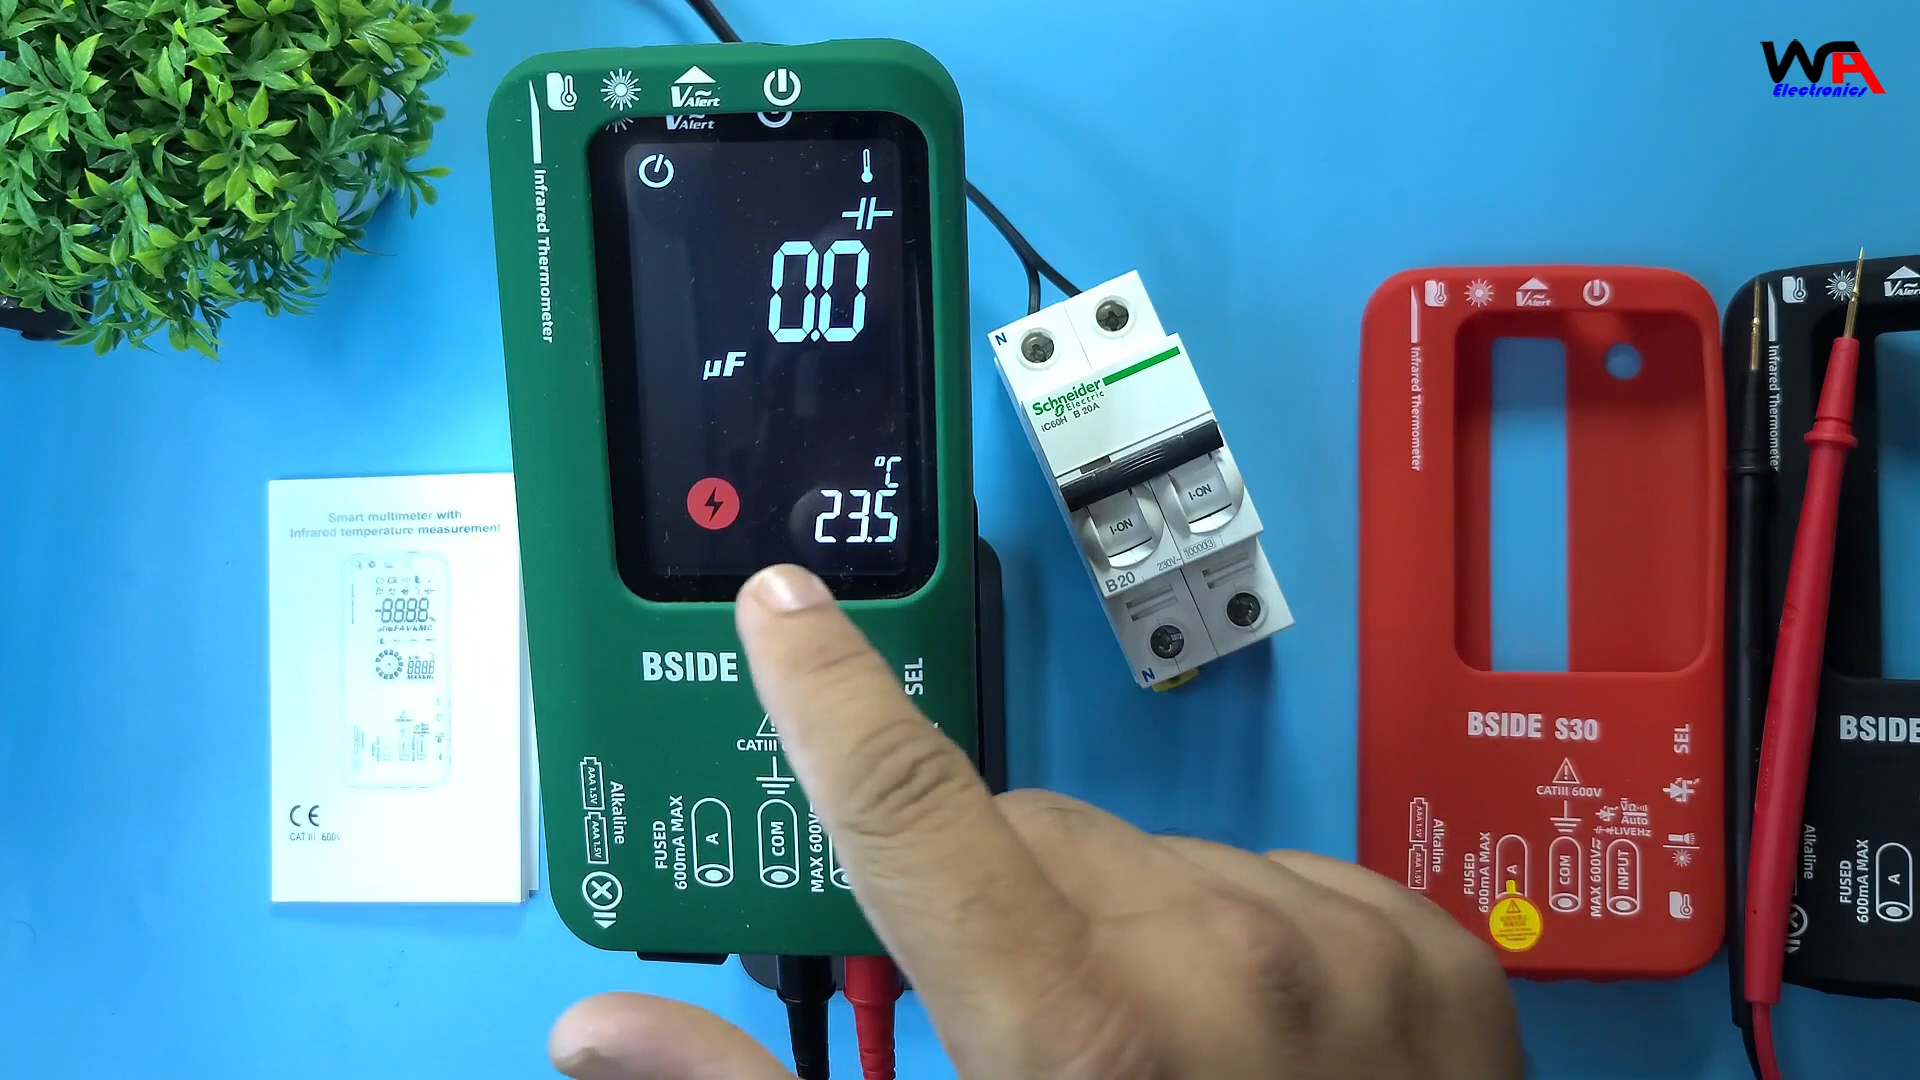 WA
Electronics
VAlert
VAlert
Infrared Thermometer
0.0
µF
°C
23.5
BSIDE
SEL
CATIII
AAA 1.5V
AAA 1.5V
Alkaline
FUSED
600mA MAX
A
COM
MAX 600V
Smart multimeter with
Infrared temperature measurement
CE
CAT III 600V
N
Schneider
Electric
iC60H B 20A
I·ON
I·ON
230V~
10000
3
B20
N
VAlert
Infrared Thermometer
BSIDE S30
SEL
CATIII 600V
VΩ
Auto
LIVEHz
AAA 1.5V
AAA 1.5V
Alkaline
FUSED
600mA MAX
A
COM
MAX 600V
INPUT
VAlert
Infrared Thermometer
BSIDE
Alkaline
FUSED
600mA MAX
A